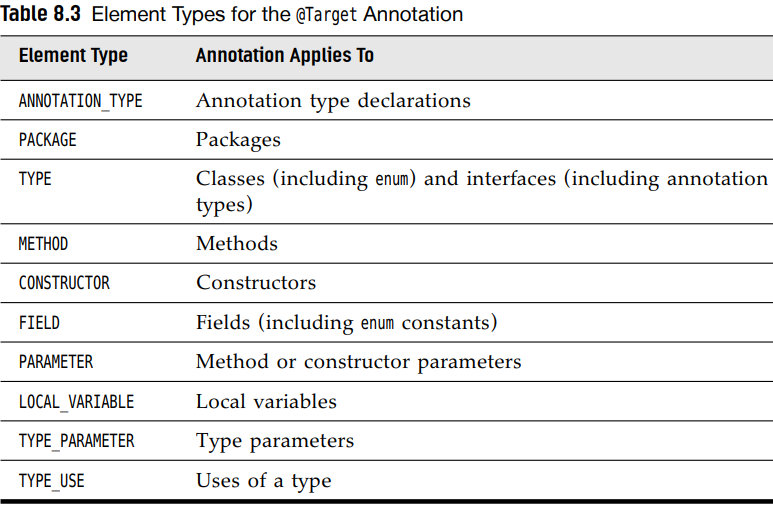 Table 8.3 Element Types for the @Target Annotation
Element Type Annotation Applies To
ANNOTATION_TYPE Annotation type declarations
PACKAGE Packages
TYPE Classes (including enum) and interfaces (including annotation
types)
METHOD Methods
CONSTRUCTOR Constructors
FIELD Fields (including enum constants)
PARAMETER Method or constructor parameters
LOCAL_VARIABLE Local variables
TYPE_PARAMETER Type parameters
TYPE_USE Uses of a type